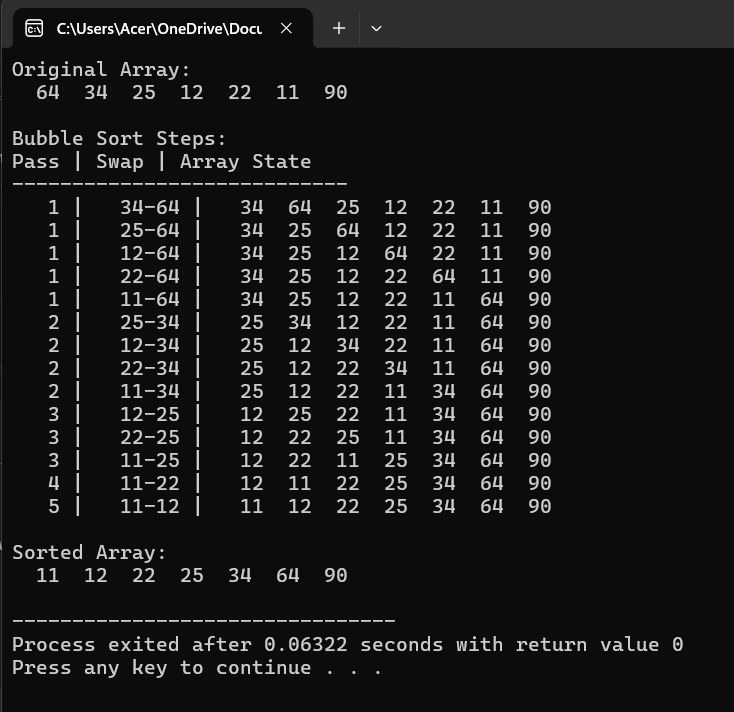 C:\Users\Acer\OneDrive\Docu
Original Array:
64 34 25 12 22 11 90
Bubble Sort Steps:
Pass | Swap | Array State
----------------------------
1 | 34-64 | 34 64 25 12 22 11 90
1 | 25-64 | 34 25 64 12 22 11 90
1 | 12-64 | 34 25 12 64 22 11 90
1 | 22-64 | 34 25 12 22 64 11 90
1 | 11-64 | 34 25 12 22 11 64 90
2 | 25-34 | 25 34 12 22 11 64 90
2 | 12-34 | 25 12 34 22 11 64 90
2 | 22-34 | 25 12 22 34 11 64 90
2 | 11-34 | 25 12 22 11 34 64 90
3 | 12-25 | 12 25 22 11 34 64 90
3 | 22-25 | 12 22 25 11 34 64 90
3 | 11-25 | 12 22 11 25 34 64 90
4 | 11-22 | 12 11 22 25 34 64 90
5 | 11-12 | 11 12 22 25 34 64 90
Sorted Array:
11 12 22 25 34 64 90
--------------------------------
Process exited after 0.06322 seconds with return value 0
Press any key to continue . . .